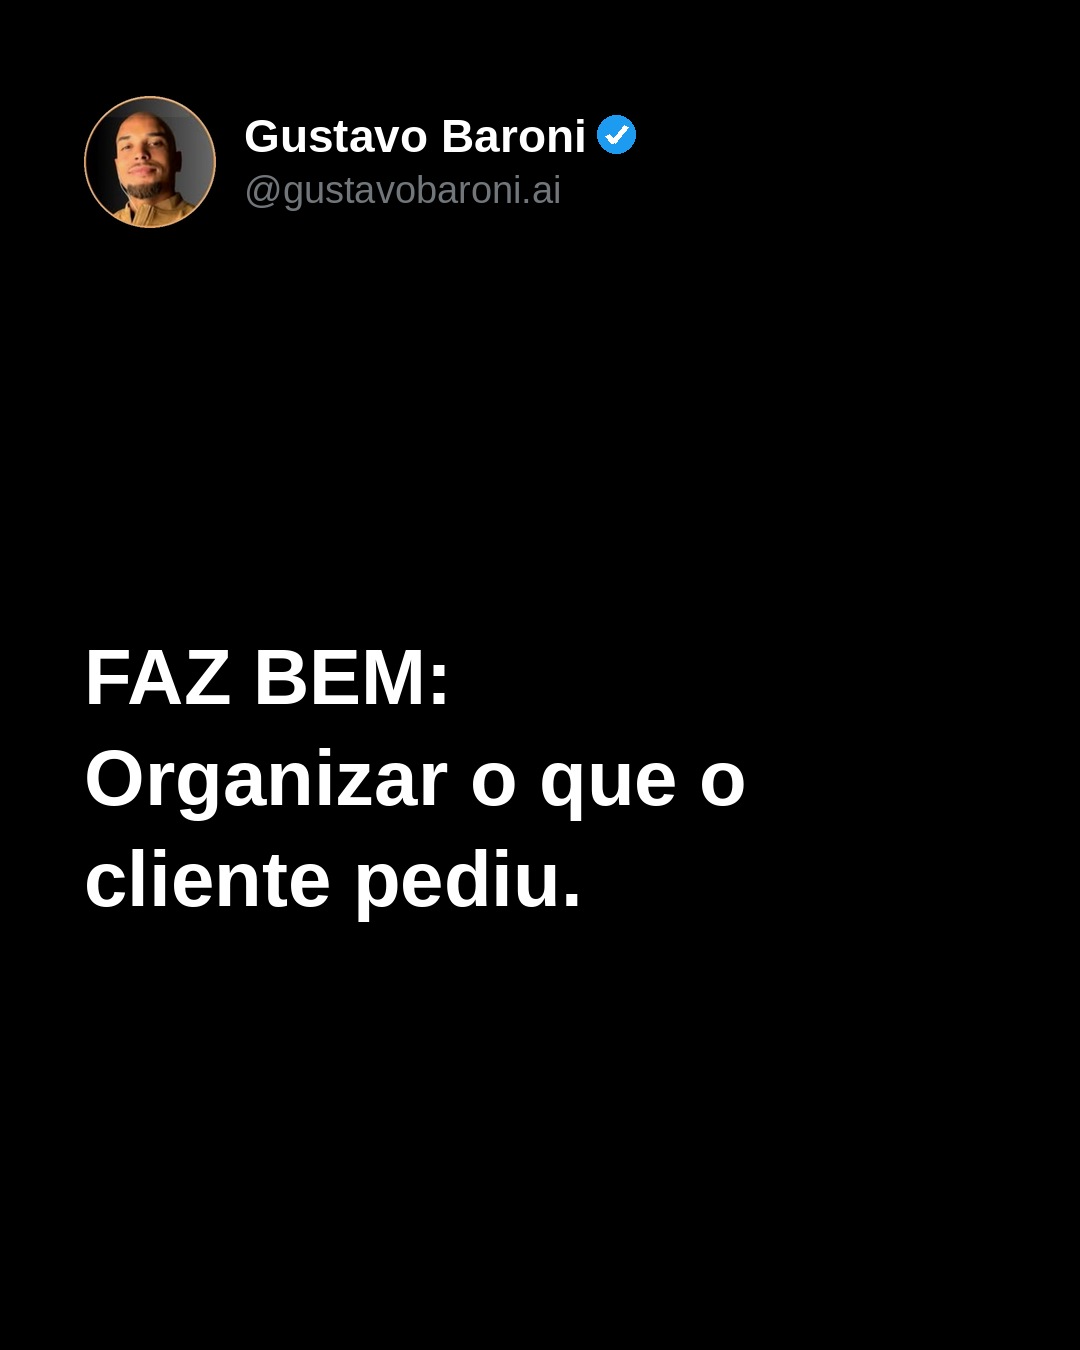 Gustavo Baroni
@gustavobaroni.ai
FAZ BEM:
Organizar o que o
cliente pediu.